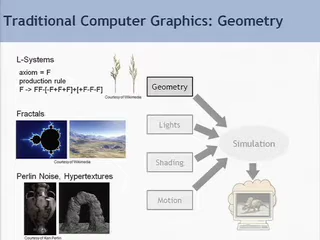 Traditional Computer Graphics: Geometry
L-Systems
axiom = F
production rule
F -> FF-[-F+F+F]+[+F-F-F]
Courtesy of Wikimedia
Fractals
Courtesy of Wikimedia
Perlin Noise, Hypertextures
Courtesy of Ken Perlin
Geometry
Lights
Shading
Motion
Simulation